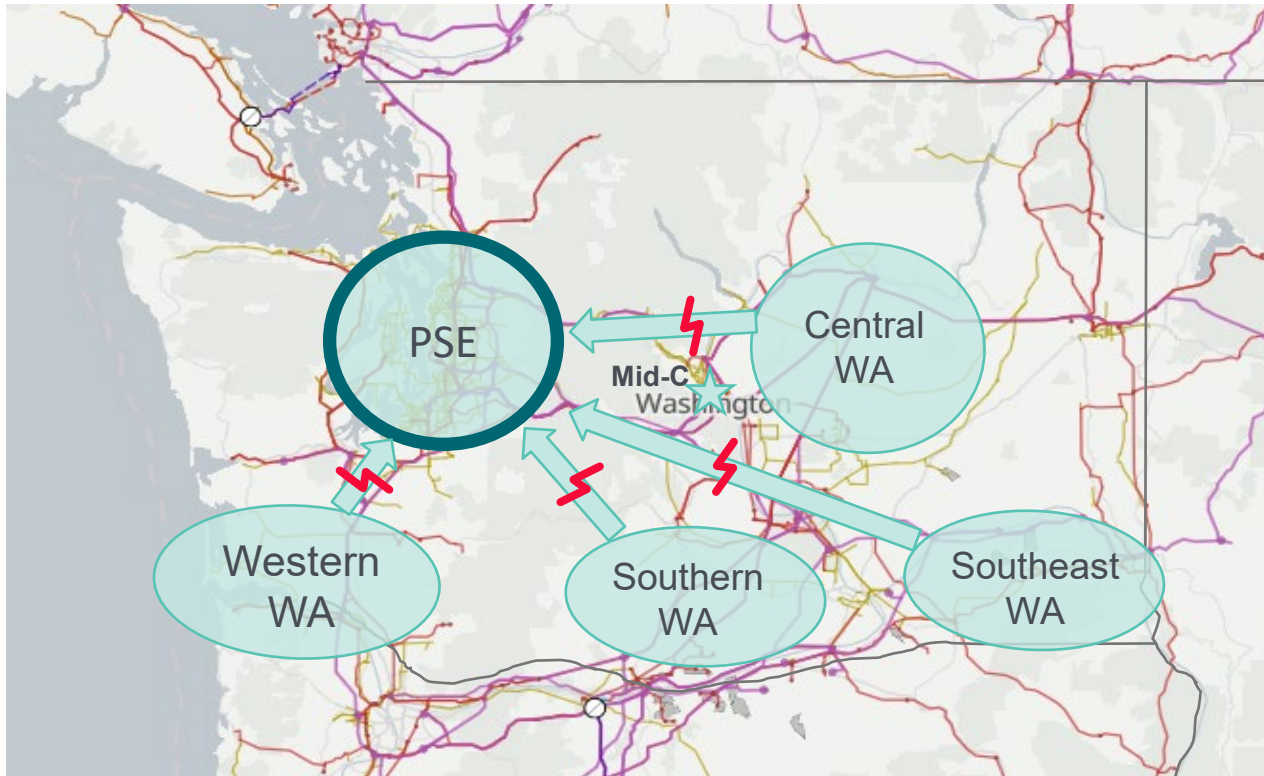 PSE
Central
WA
Mid-C
Washington
Western
WA
Southern
WA
Southeast
WA